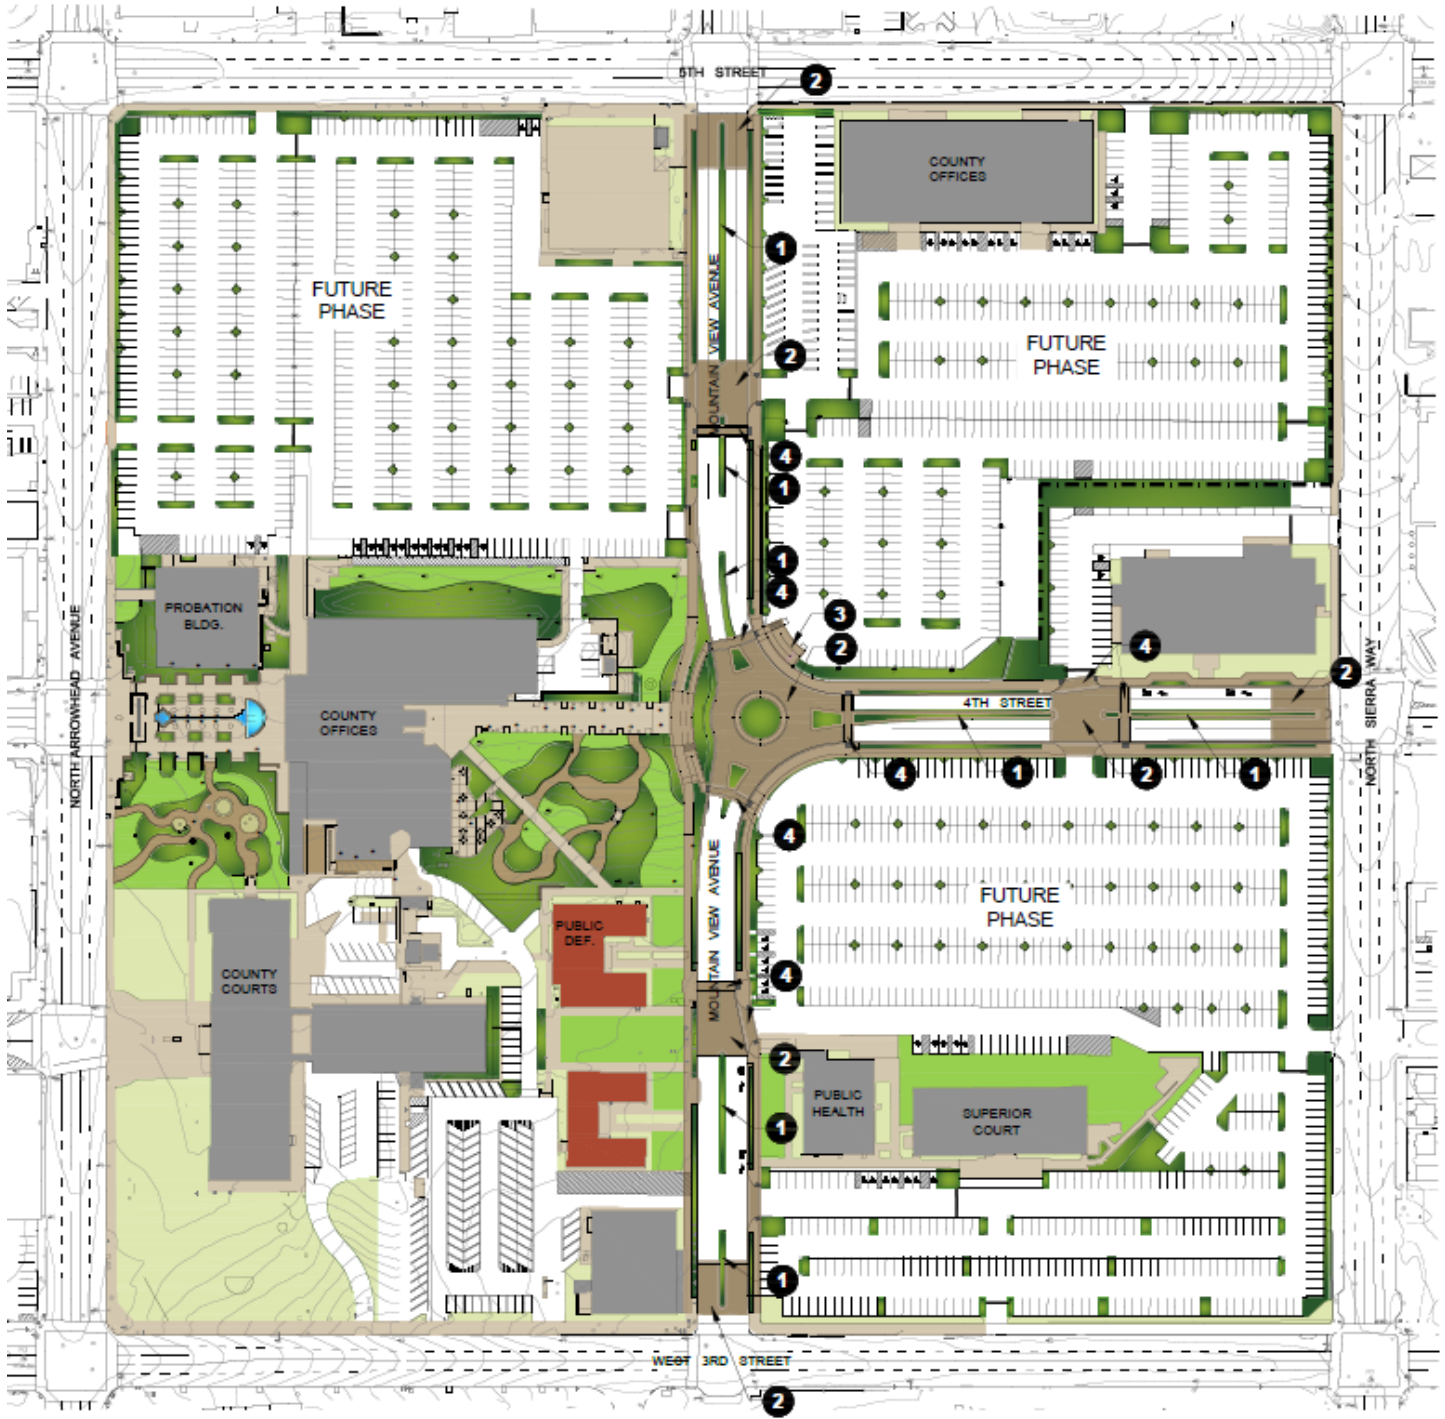 5TH STREET
2
COUNTY
OFFICES
1
MOUNTAIN VIEW AVENUE
FUTURE
PHASE
2
FUTURE
PHASE
4
1
1
4
PROBATION
BLDG.
3
2
4
2
NORTH ARROWHEAD AVENUE
COUNTY
OFFICES
4TH STREET
NORTH SIERRA WAY
4
1
2
1
4
MOUNTAIN VIEW AVENUE
FUTURE
PHASE
PUBLIC
DEF.
COUNTY
COURTS
4
2
PUBLIC
HEALTH
SUPERIOR
COURT
1
1
WEST 3RD STREET
2